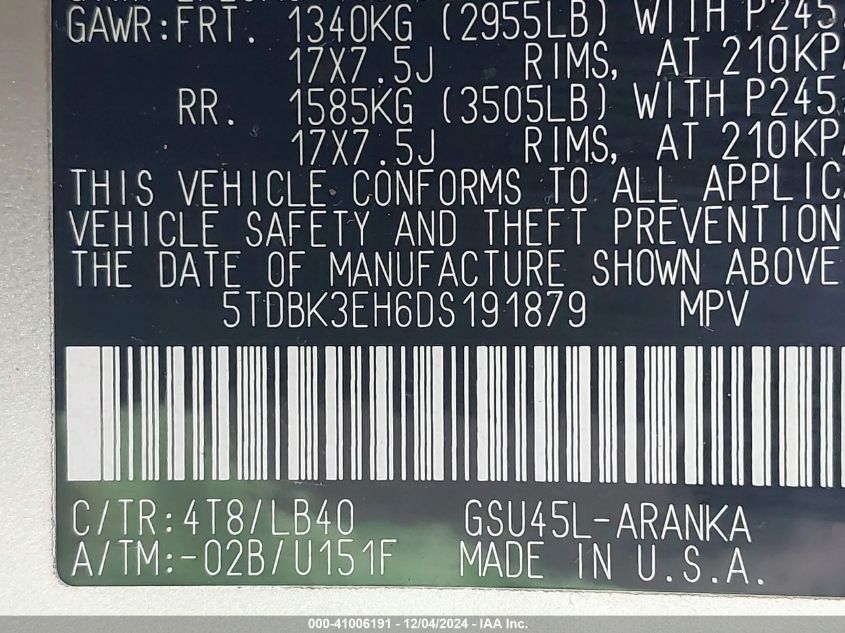 GAWR:FRT. 1340KG (2955LB) WITH P245
17X7.5J RIMS, AT 210KP
RR. 1585KG (3505LB) WITH P245
17X7.5J RIMS, AT 210KP
THIS VEHICLE CONFORMS TO ALL APPLIC
VEHICLE SAFETY AND THEFT PREVENTION
THE DATE OF MANUFACTURE SHOWN ABOVE
5TDBK3EH6DS191879 MPV
C/TR:4T8/LB40 GSU45L-ARANKA
A/TM:-02B/U151F MADE IN U.S.A.
000-41006191 - 12/04/2024 - IAA Inc.